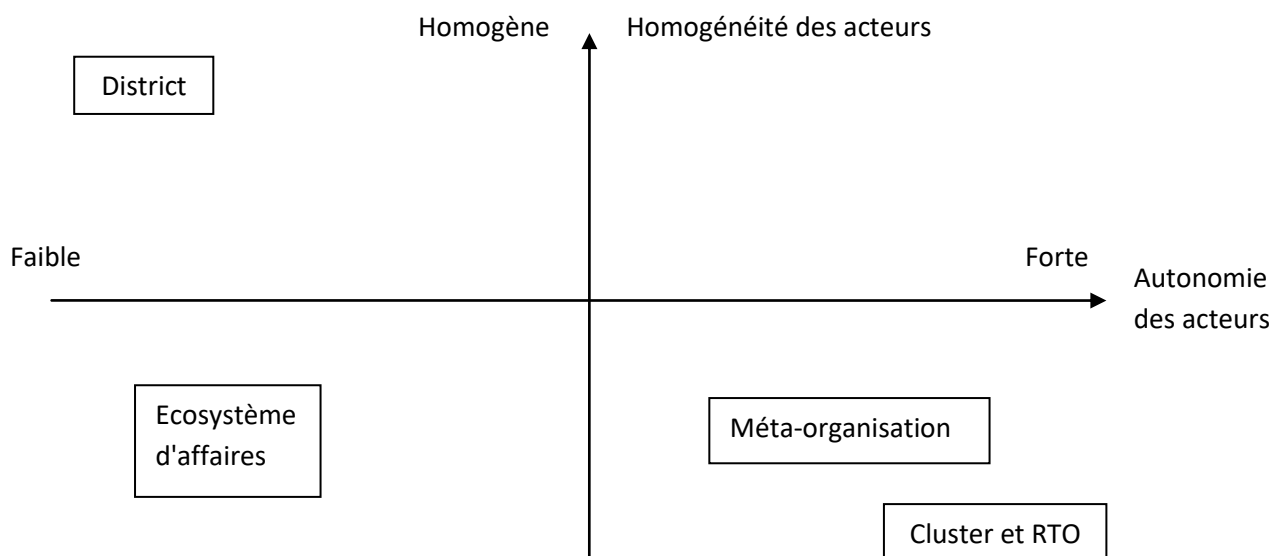 Homogène Homogénéité des acteurs
District
Faible
Forte
Autonomie
des acteurs
Ecosystème
d'affaires
Méta-organisation
Cluster et RTO